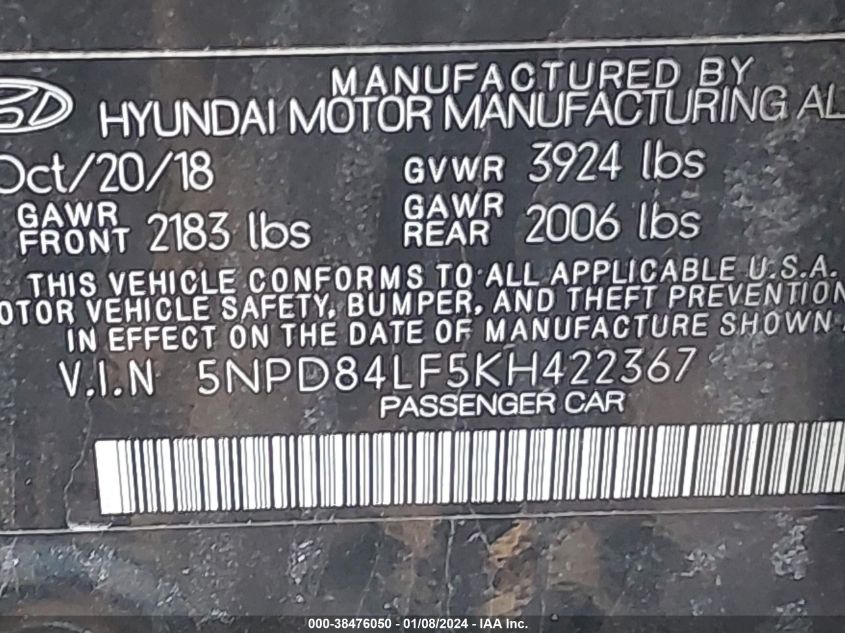 MANUFACTURED BY
HYUNDAI MOTOR MANUFACTURING AL
Oct/20/18 GVWR 3924 lbs
GAWR FRONT 2183 lbs GAWR REAR 2006 lbs
THIS VEHICLE CONFORMS TO ALL APPLICABLE U.S.A.
OTOR VEHICLE SAFETY, BUMPER, AND THEFT PREVENTION
IN EFFECT ON THE DATE OF MANUFACTURE SHOWN
V.I.N 5NPD84LF5KH422367
PASSENGER CAR
000-38476050 - 01/08/2024 - IAA Inc.